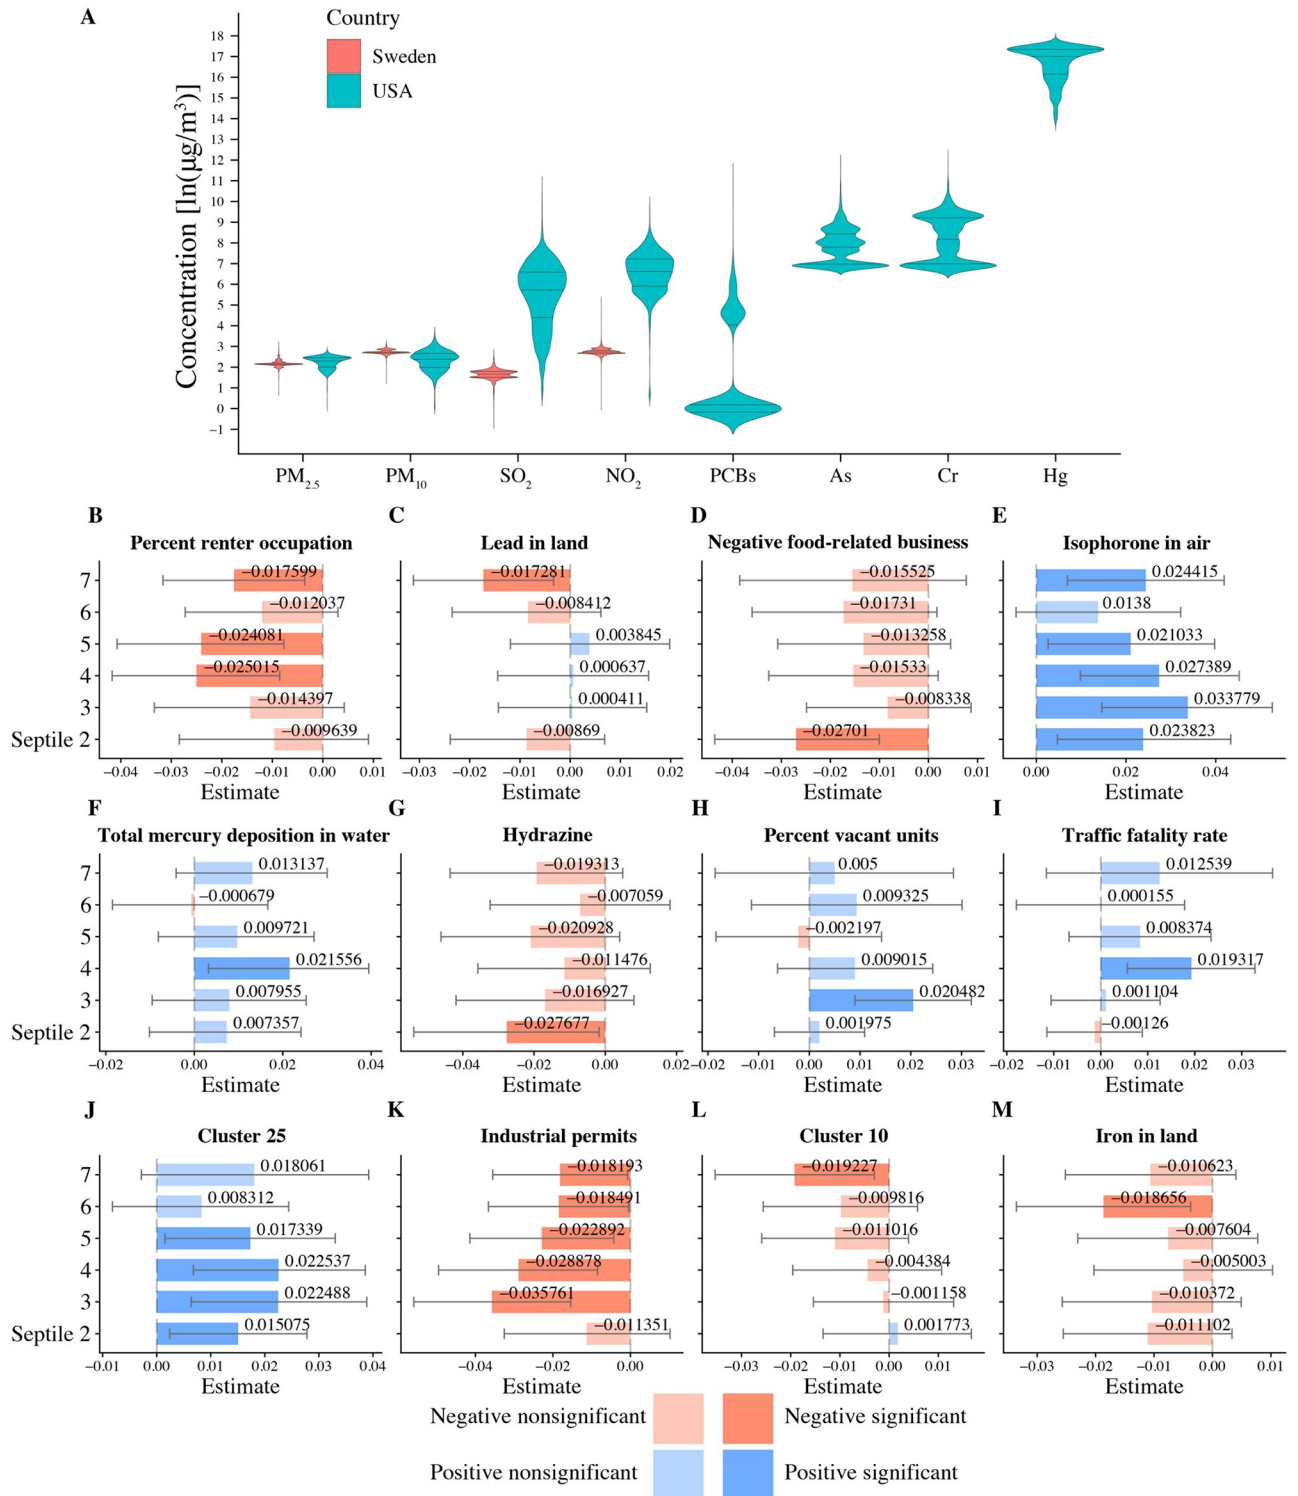 A
Country
Sweden
USA
Concentration [ln(μg/m³)]
18
17
16
15
14
13
12
11
10
9
8
7
6
5
4
3
2
1
0
−1
PM2.5 PM10 SO2 NO2 PCBs As Cr Hg
B
Percent renter occupation
7 −0.017599
6 −0.012037
5 −0.024081
4 −0.025015
3 −0.014397
Septile 2 −0.009639
−0.04 −0.03 −0.02 −0.01 0.00 0.01
Estimate
C
Lead in land
−0.017281
−0.008412
0.003845
0.000637
0.000411
−0.00869
−0.03 −0.02 −0.01 0.00 0.01 0.02
Estimate
D
Negative food-related business
−0.015525
−0.01731
−0.013258
−0.01533
−0.008338
−0.02701
−0.04 −0.03 −0.02 −0.01 0.00 0.01
Estimate
E
Isophorone in air
0.024415
0.0138
0.021033
0.027389
0.033779
0.023823
0.00 0.02 0.04
Estimate
F
Total mercury deposition in water
7 0.013137
6 −0.000679
5 0.009721
4 0.021556
3 0.007955
Septile 2 0.007357
−0.02 0.00 0.02 0.04
Estimate
G
Hydrazine
−0.019313
−0.007059
−0.020928
−0.011476
−0.016927
−0.027677
−0.04 −0.02 0.00 0.02
Estimate
H
Percent vacant units
0.005
0.009325
−0.002197
0.009015
0.020482
0.001975
−0.02 −0.01 0.00 0.01 0.02 0.03
Estimate
I
Traffic fatality rate
0.012539
0.000155
0.008374
0.019317
0.001104
−0.00126
−0.02 −0.01 0.00 0.01 0.02 0.03
Estimate
J
Cluster 25
7 0.018061
6 0.008312
5 0.017339
4 0.022537
3 0.022488
Septile 2 0.015075
−0.01 0.00 0.01 0.02 0.03 0.04
Estimate
K
Industrial permits
−0.018193
−0.018491
−0.022892
−0.028878
−0.035761
−0.011351
−0.04 −0.02 0.00
Estimate
L
Cluster 10
−0.019227
−0.009816
−0.011016
−0.004384
−0.001158
0.001773
−0.03 −0.02 −0.01 0.00 0.01
Estimate
M
Iron in land
−0.010623
−0.018656
−0.007604
−0.005003
−0.010372
−0.011102
−0.03 −0.02 −0.01 0.00 0.01
Estimate
Negative nonsignificant
Negative significant
Positive nonsignificant
Positive significant